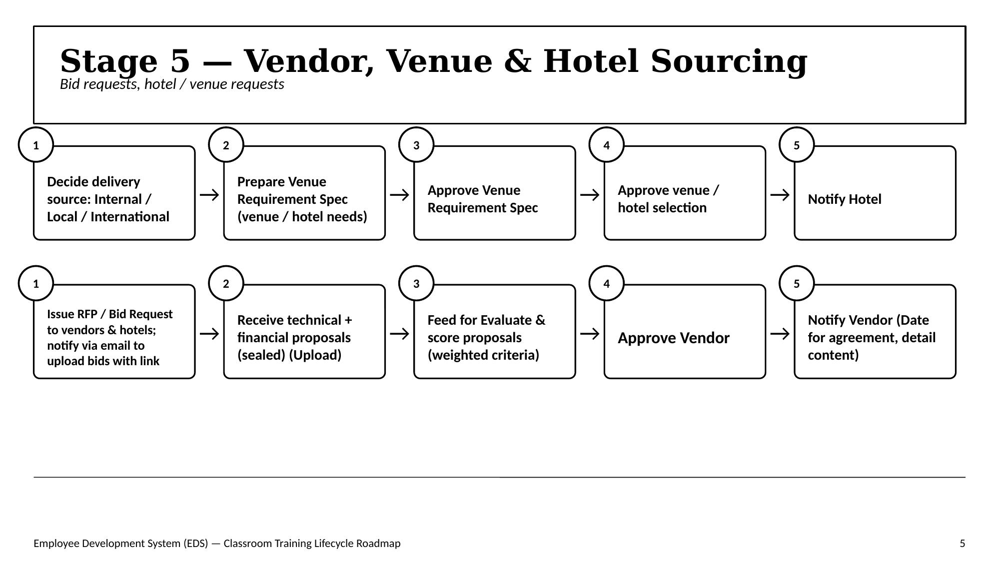 Stage 5 — Vendor, Venue & Hotel Sourcing
Bid requests, hotel / venue requests
1
Decide delivery
source: Internal /
Local / International
→
2
Prepare Venue
Requirement Spec
(venue / hotel needs)
→
3
Approve Venue
Requirement Spec
→
4
Approve venue /
hotel selection
→
5
Notify Hotel
1
Issue RFP / Bid Request
to vendors & hotels;
notify via email to
upload bids with link
→
2
Receive technical +
financial proposals
(sealed) (Upload)
→
3
Feed for Evaluate &
score proposals
(weighted criteria)
→
4
Approve Vendor
→
5
Notify Vendor (Date
for agreement, detail
content)
Employee Development System (EDS) — Classroom Training Lifecycle Roadmap
5